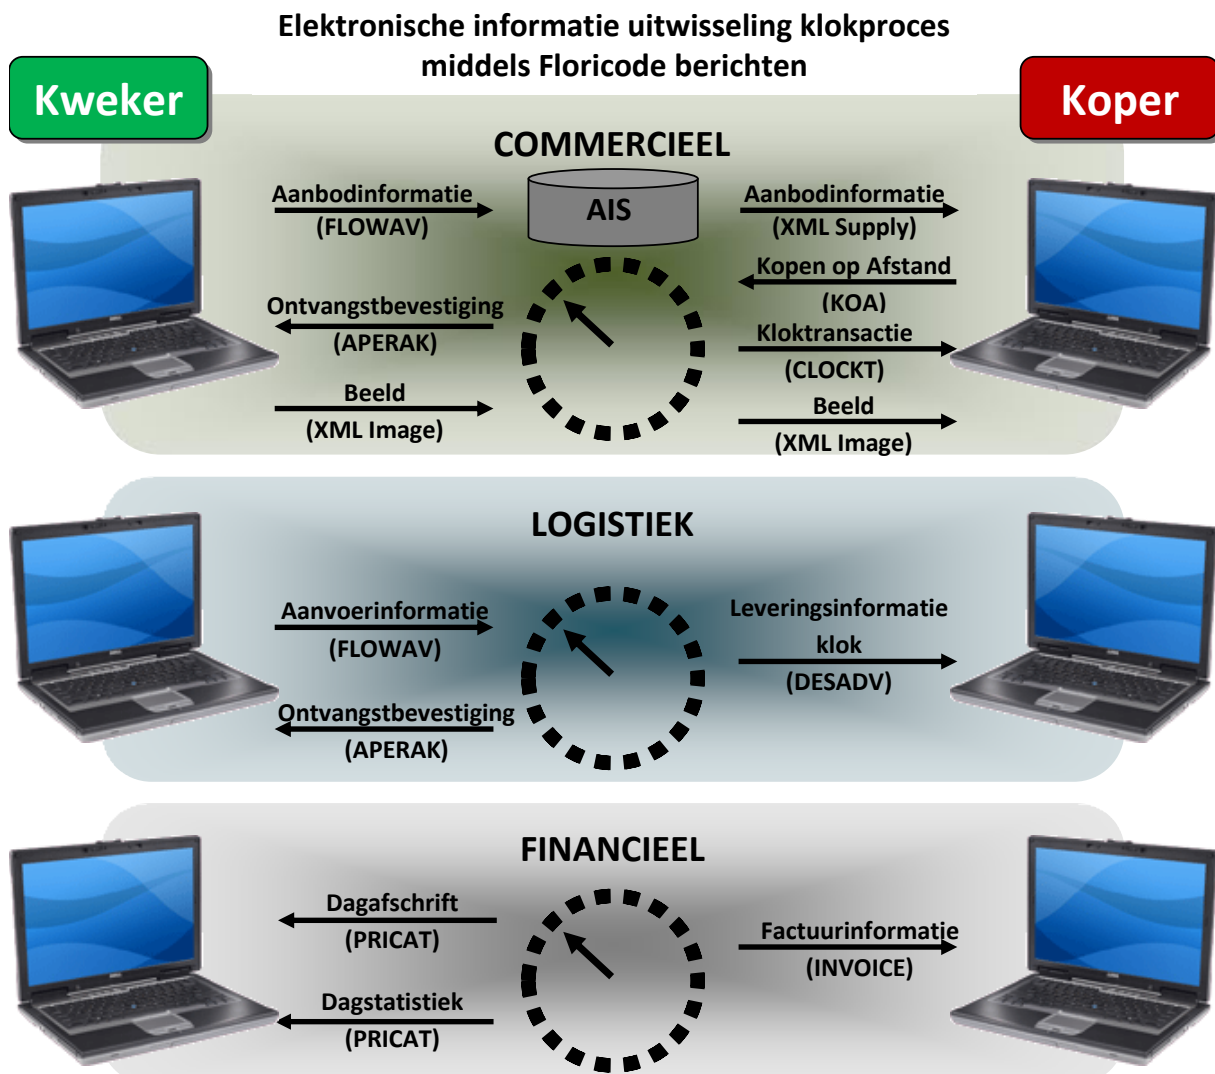 Elektronische informatie uitwisseling klokproces
middels Floricode berichten
Kweker
Koper
COMMERCIEEL
Aanbodinformatie
(FLOWAV)
AIS
Aanbodinformatie
(XML Supply)
Kopen op Afstand
(KOA)
Ontvangstbevestiging
(APERAK)
Kloktransactie
(CLOCKT)
Beeld
(XML Image)
Beeld
(XML Image)
LOGISTIEK
Aanvoerinformatie
(FLOWAV)
Leveringsinformatie
klok
(DESADV)
Ontvangstbevestiging
(APERAK)
FINANCIEEL
Dagafschrift
(PRICAT)
Factuurinformatie
(INVOICE)
Dagstatistiek
(PRICAT)